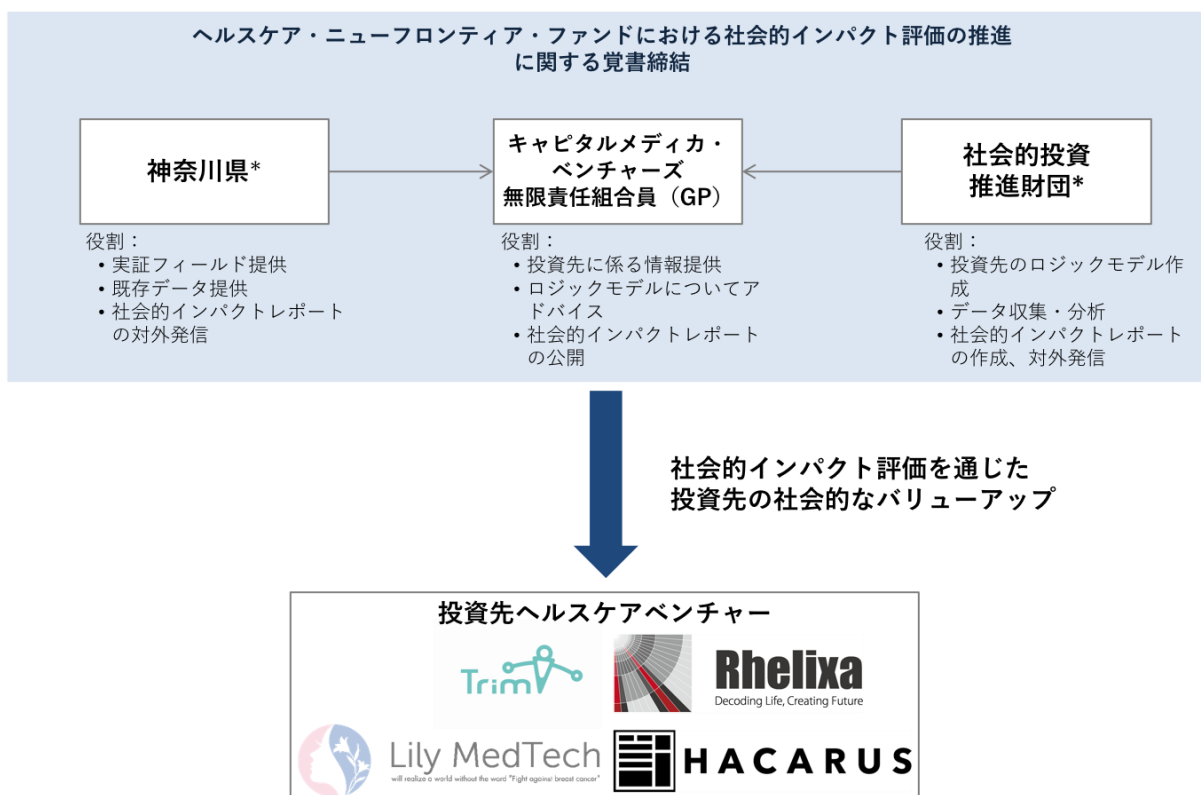 ヘルスケア・ニューフロンティア・ファンドにおける社会的インパクト評価の推進
に関する覚書締結
神奈川県*
キャピタルメディカ・
ベンチャーズ
無限責任組合員（GP）
社会的投資
推進財団*
役割：
• 実証フィールド提供
• 既存データ提供
• 社会的インパクトレポート
の対外発信
役割：
• 投資先に係る情報提供
• ロジックモデルについてア
ドバイス
• 社会的インパクトレポート
の公開
役割：
• 投資先のロジックモデル作
成
• データ収集・分析
• 社会的インパクトレポート
の作成、対外発信
社会的インパクト評価を通じた
投資先の社会的なバリューアップ
投資先ヘルスケアベンチャー
Trim
Rhelixa
Decoding Life, Creating Future
Lily MedTech
will realize a world without the word "Fight against breast cancer"
HACARUS